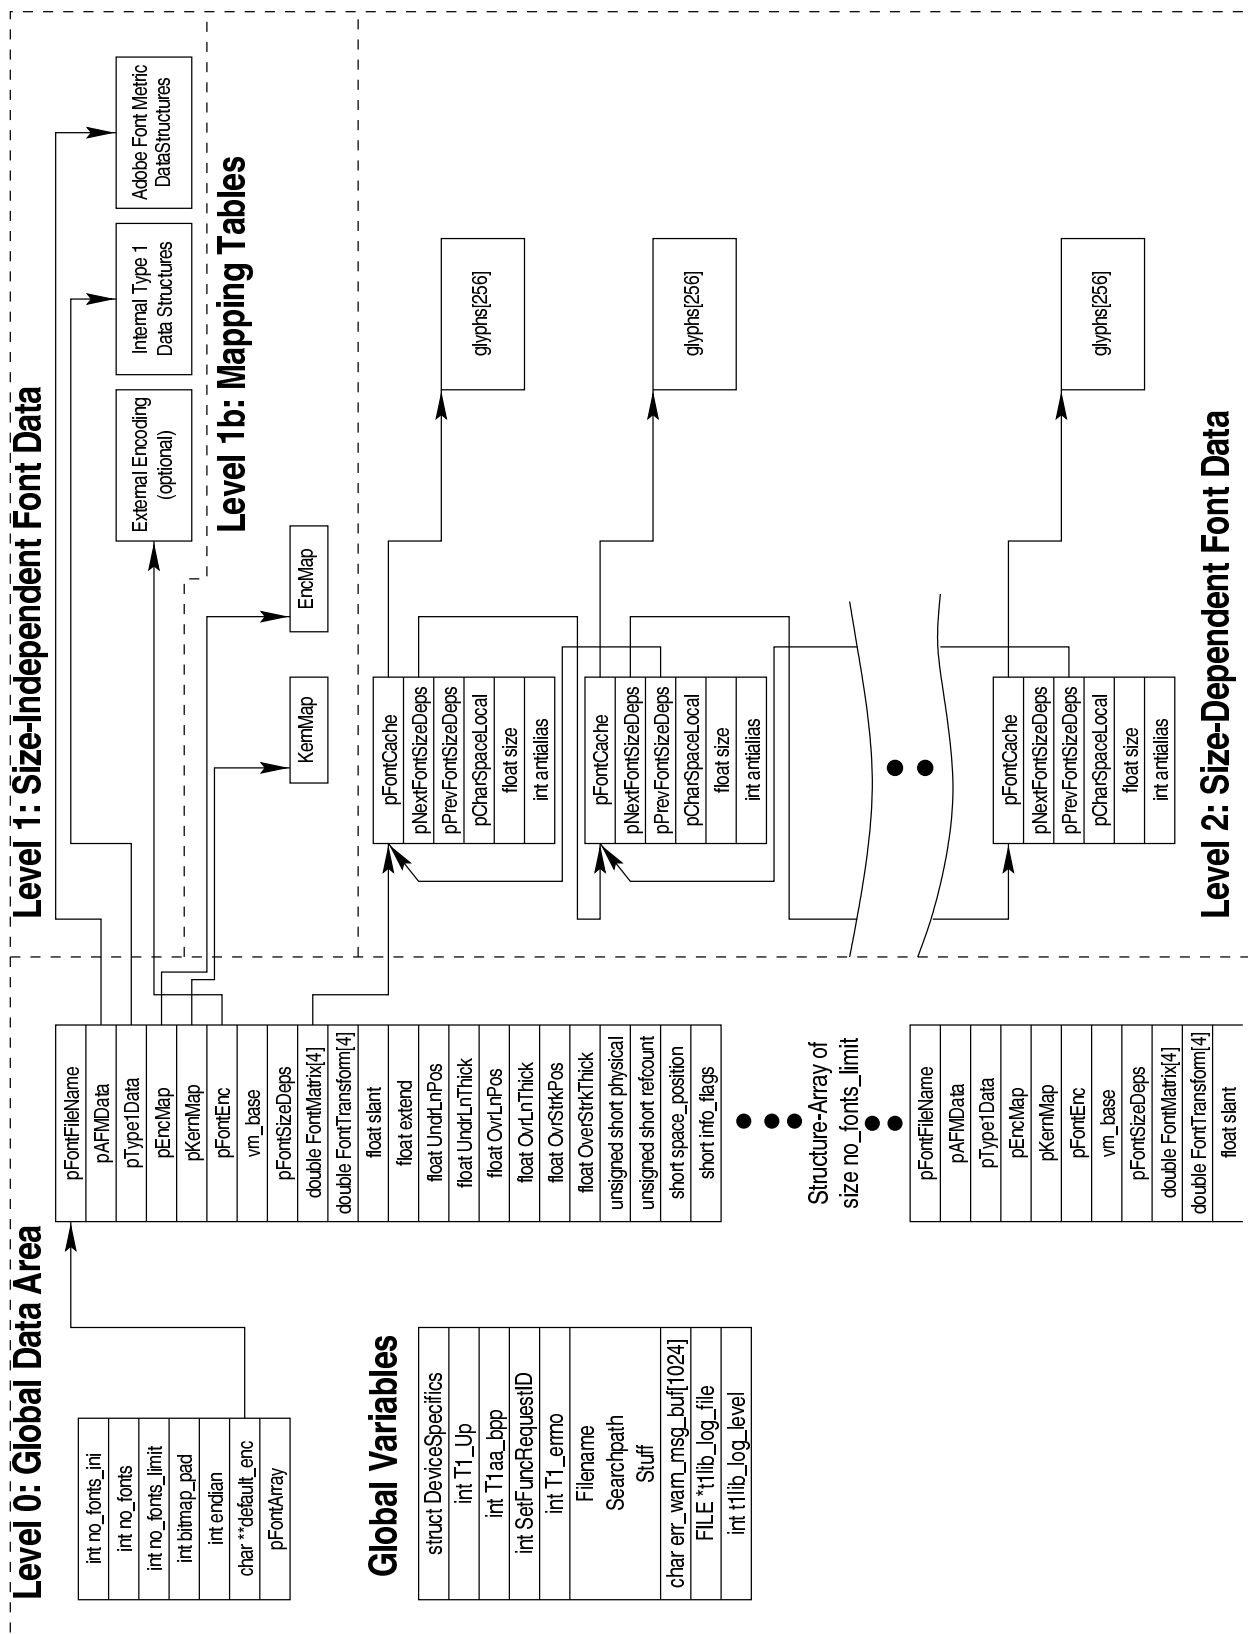 Level 0: Global Data Area
int no_fonts_ini
int no_fonts
int no_fonts_limit
int bitmap_pad
int endian
char **default_enc
pFontArray
Global Variables
struct DeviceSpecifics
int T1_Up
int T1aa_bpp
int SetFuncRequestID
int T1_errno
Filename
Searchpath
Stuff
char err_warn_msg_buf[1024]
FILE *t1lib_log_file
int t1lib_log_level
pFontFileName
pAFMData
pType1Data
pEncMap
pKernMap
pFontEnc
vm_base
pFontSizeDeps
double FontMatrix[4]
double FontTransform[4]
float slant
float extend
float UndrLnPos
float UndrLnThick
float OvrLnPos
float OvrLnThick
float OvrStrkPos
float OverStrkThick
unsigned short physical
unsigned short refcount
short space_position
short info_flags
Structure-Array of
size no_fonts_limit
pFontFileName
pAFMData
pType1Data
pEncMap
pKernMap
pFontEnc
vm_base
pFontSizeDeps
double FontMatrix[4]
double FontTransform[4]
float slant
Level 1: Size-Independent Font Data
External Encoding
(optional)
Internal Type 1
Data Structures
Adobe Font Metric
DataStructures
Level 1b: Mapping Tables
KernMap
EncMap
pFontCache
pNextFontSizeDeps
pPrevFontSizeDeps
pCharSpaceLocal
float size
int antialias
glyphs[256]
pFontCache
pNextFontSizeDeps
pPrevFontSizeDeps
pCharSpaceLocal
float size
int antialias
glyphs[256]
pFontCache
pNextFontSizeDeps
pPrevFontSizeDeps
pCharSpaceLocal
float size
int antialias
glyphs[256]
Level 2: Size-Dependent Font Data